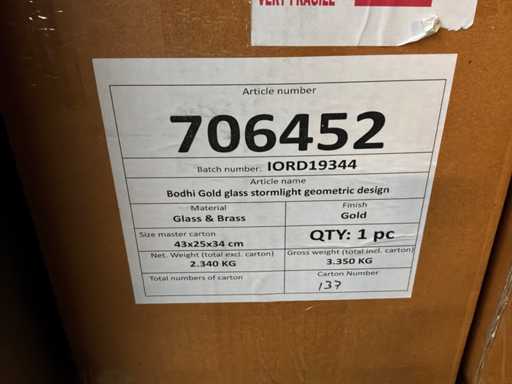 VERY FRAGILE
Article number
706452
Batch number: IORD19344
Article name
Bodhi Gold glass stormlight geometric design
Material
Finish
Glass & Brass
Gold
Size master carton
43x25x34 cm
QTY: 1 pc
Net. Weight (total excl. carton)
Gross weight (total incl. carton)
2.340 KG
3.350 KG
Total numbers of carton
Carton Number
137